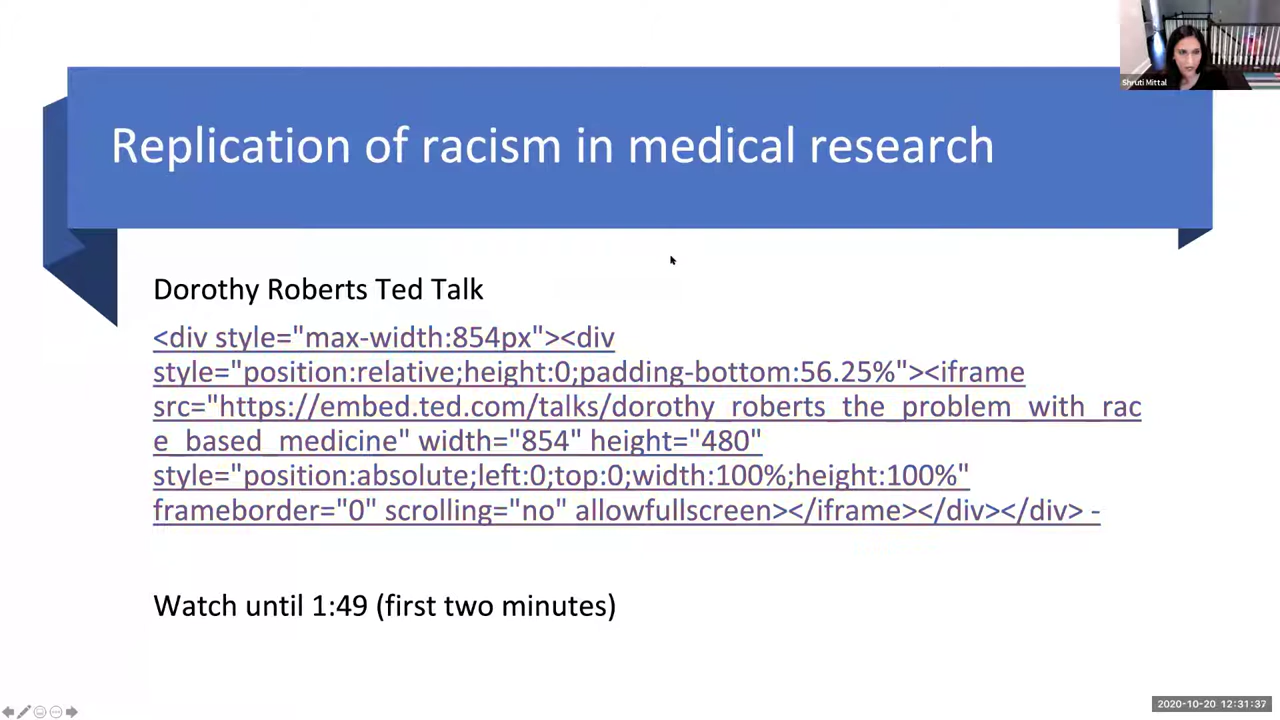 Shruti Mittal
Replication of racism in medical research
Dorothy Roberts Ted Talk
<div style="max-width:854px"><div
style="position:relative;height:0;padding-bottom:56.25%"><iframe
src="https://embed.ted.com/talks/dorothy_roberts_the_problem_with_rac
e_based_medicine" width="854" height="480"
style="position:absolute;left:0;top:0;width:100%;height:100%"
frameborder="0" scrolling="no" allowfullscreen></iframe></div></div> -
Watch until 1:49 (first two minutes)
2020-10-20 12:31:37